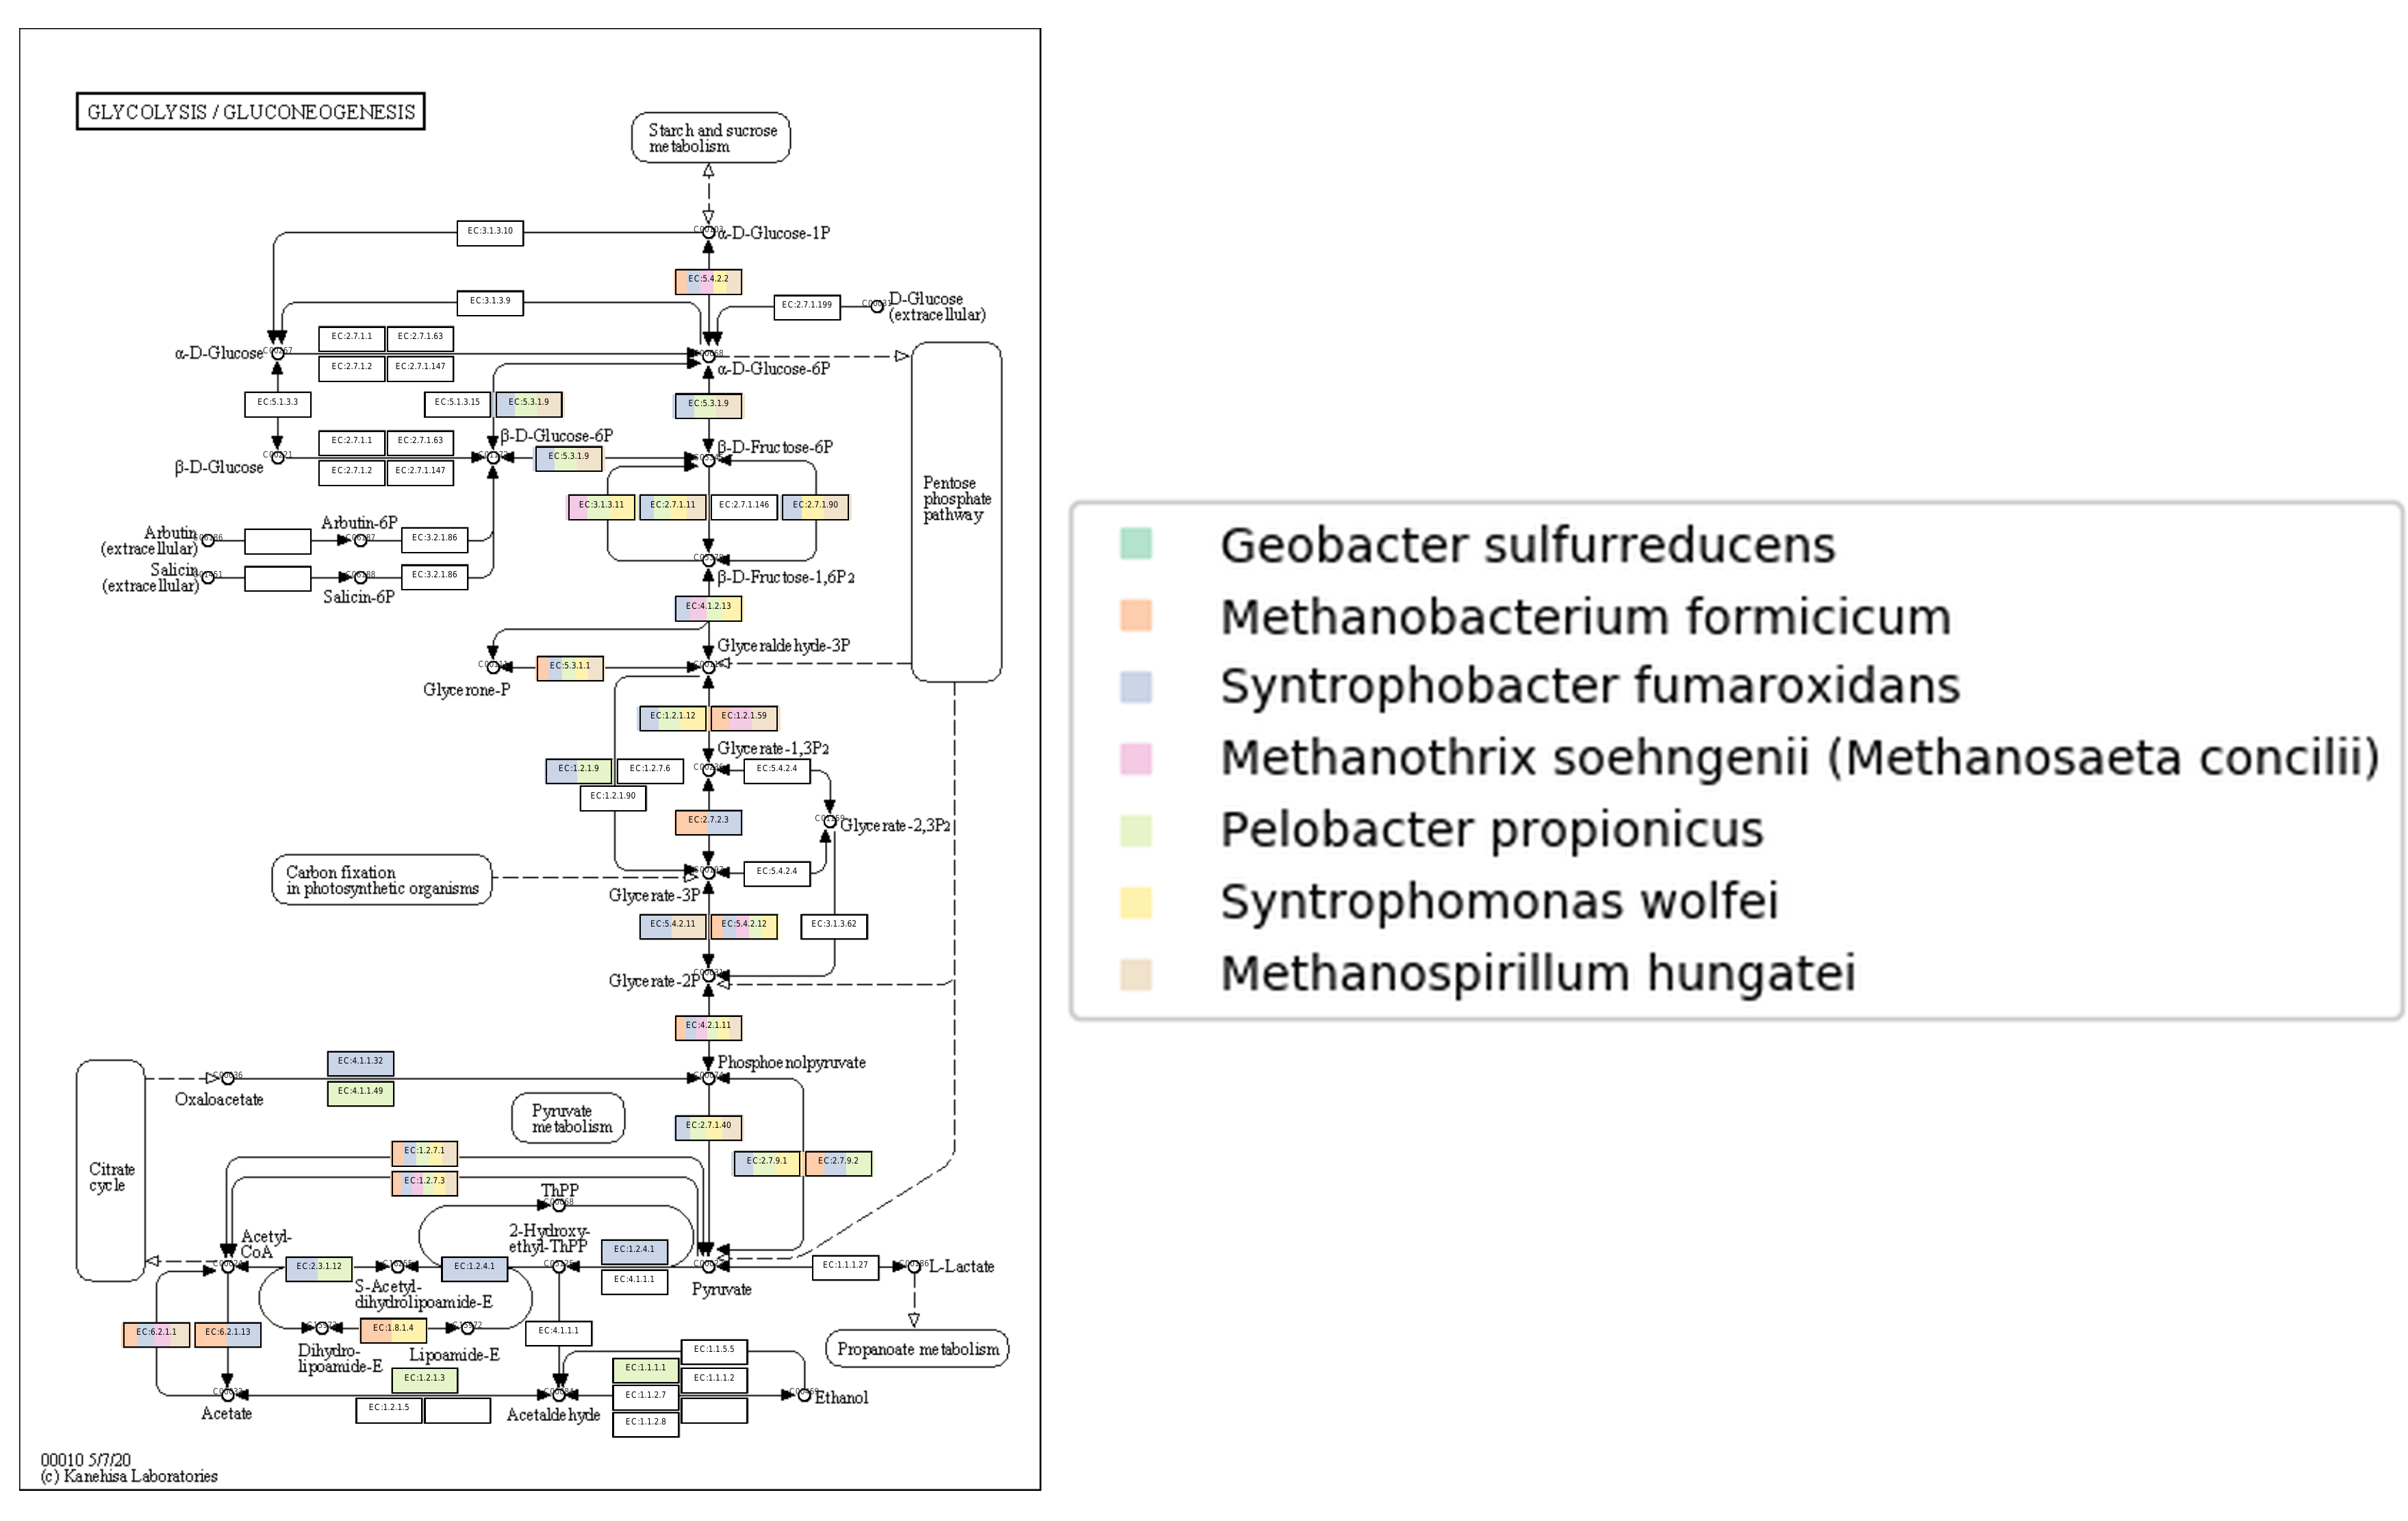 GLYCOLYSIS / GLUCONEOGENESIS
Starch and sucrose
metabolism
EC:3.1.3.10
α-D-Glucose-1P
EC:5.4.2.2
EC:3.1.3.9
EC:2.7.1.199
D-Glucose
(extracellular)
EC:2.7.1.1
EC:2.7.1.63
α-D-Glucose
EC:2.7.1.2
EC:2.7.1.147
α-D-Glucose-6P
EC:5.1.3.3
EC:5.1.3.15
EC:5.3.1.9
EC:5.3.1.9
EC:2.7.1.1
EC:2.7.1.63
β-D-Glucose-6P
β-D-Fructose-6P
β-D-Glucose
EC:2.7.1.2
EC:2.7.1.147
EC:5.3.1.9
Pentose
phosphate
pathway
EC:3.1.3.11
EC:2.7.1.11
EC:2.7.1.146
EC:2.7.1.90
Arbutin
(extracellular)
Arbutin-6P
EC:3.2.1.86
Salicin
(extracellular)
Salicin-6P
EC:3.2.1.86
β-D-Fructose-1,6P2
EC:4.1.2.13
Glyceraldehyde-3P
EC:5.3.1.1
Glycerone-P
EC:1.2.1.12
EC:1.2.1.59
Glycerate-1,3P2
EC:1.2.1.9
EC:1.2.7.6
EC:5.4.2.4
EC:1.2.1.90
EC:2.7.2.3
Glycerate-2,3P2
Carbon fixation
in photosynthetic organisms
EC:5.4.2.4
Glycerate-3P
EC:5.4.2.11
EC:5.4.2.12
EC:3.1.3.62
Glycerate-2P
EC:4.2.1.11
EC:4.1.1.32
Phosphoenolpyruvate
Oxaloacetate
EC:4.1.1.49
Pyruvate
metabolism
EC:2.7.1.40
Citrate
cycle
EC:1.2.7.1
EC:2.7.9.1
EC:2.7.9.2
EC:1.2.7.3
ThPP
Acetyl-
CoA
2-Hydroxy-
ethyl-ThPP
EC:1.2.4.1
EC:2.3.1.12
EC:1.2.4.1
EC:1.1.1.27
L-Lactate
S-Acetyl-
dihydrolipoamide-E
EC:4.1.1.1
Pyruvate
EC:6.2.1.1
EC:6.2.1.13
EC:1.8.1.4
EC:4.1.1.1
Dihydro-
lipoamide-E
Lipoamide-E
Propanoate metabolism
EC:1.1.5.5
EC:1.2.1.3
EC:1.1.1.1
EC:1.1.1.2
Acetate
EC:1.2.1.5
Acetaldehyde
EC:1.1.2.7
Ethanol
EC:1.1.2.8
00010 5/7/20
(c) Kanehisa Laboratories
Geobacter sulfurreducens
Methanobacterium formicicum
Syntrophobacter fumaroxidans
Methanothrix soehngenii (Methanosaeta concilii)
Pelobacter propionicus
Syntrophomonas wolfei
Methanospirillum hungatei